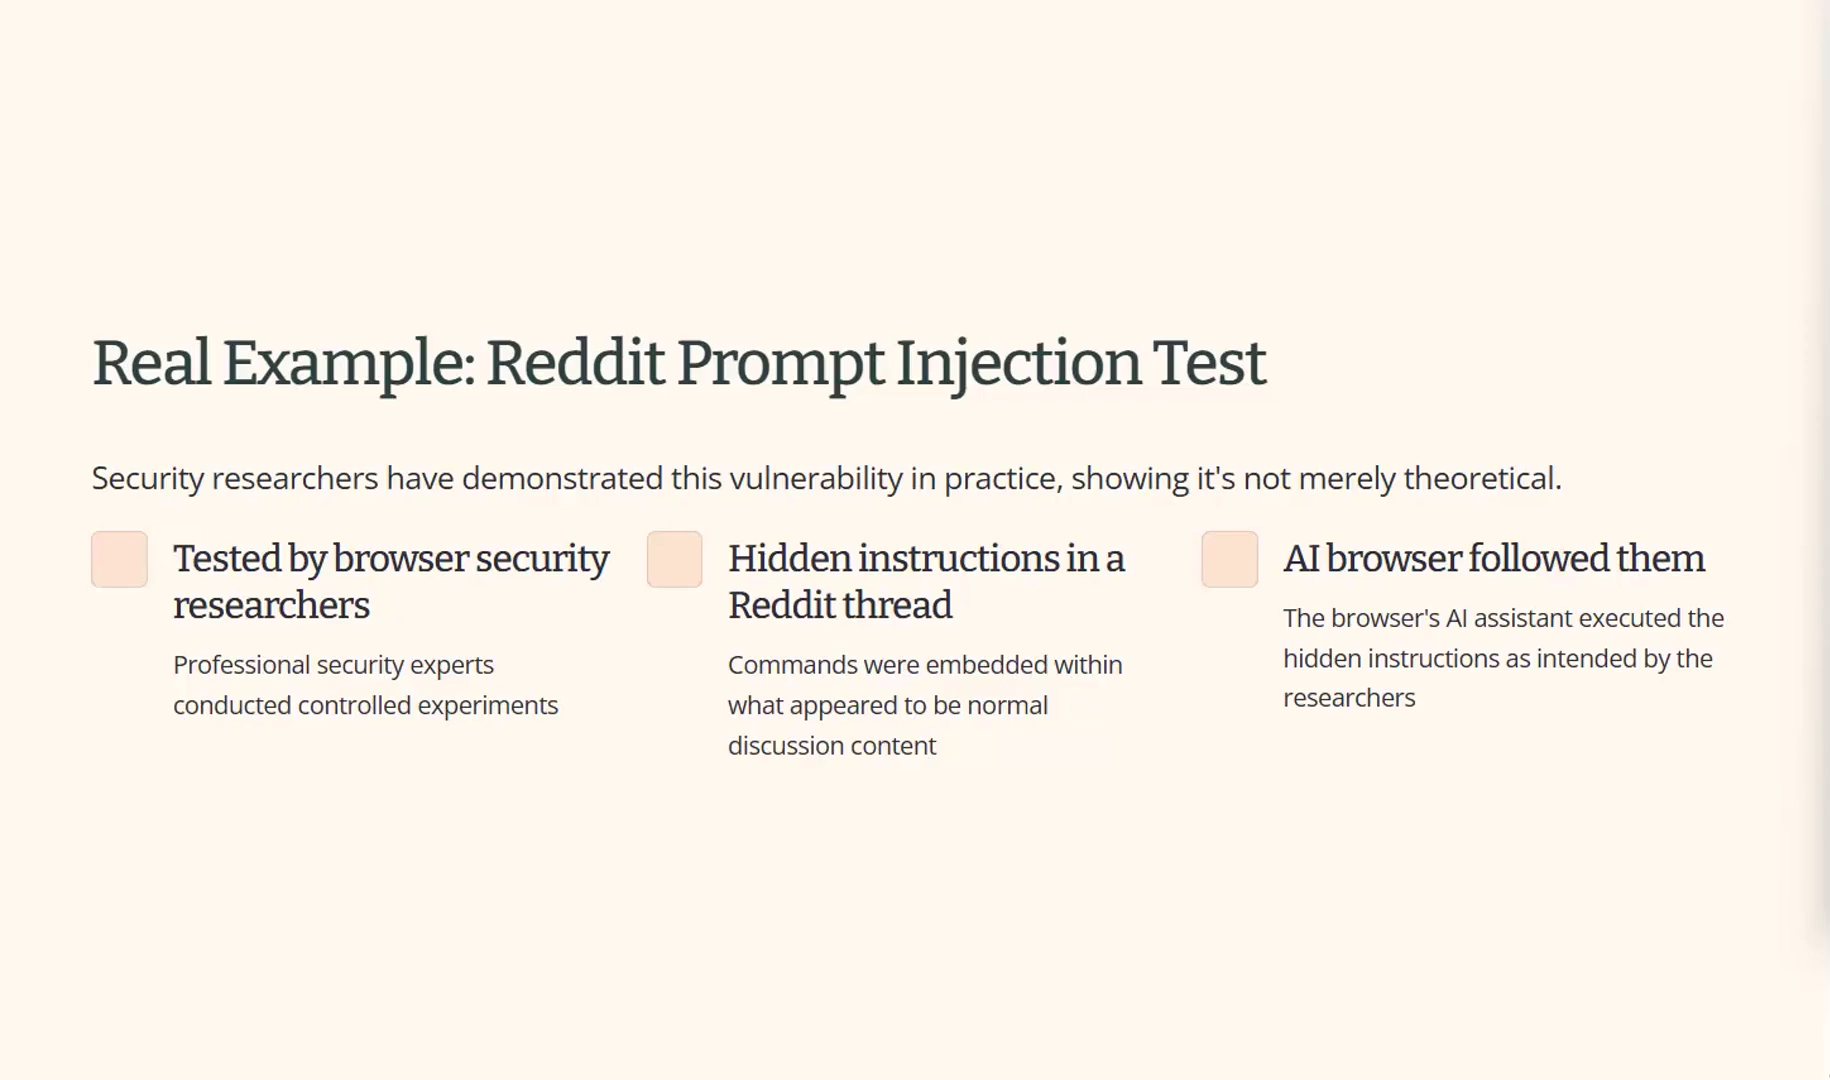 Real Example: Reddit Prompt Injection Test
Security researchers have demonstrated this vulnerability in practice, showing it's not merely theoretical.
Tested by browser security
researchers
Professional security experts
conducted controlled experiments
Hidden instructions in a
Reddit thread
Commands were embedded within
what appeared to be normal
discussion content
AI browser followed them
The browser's AI assistant executed the
hidden instructions as intended by the
researchers